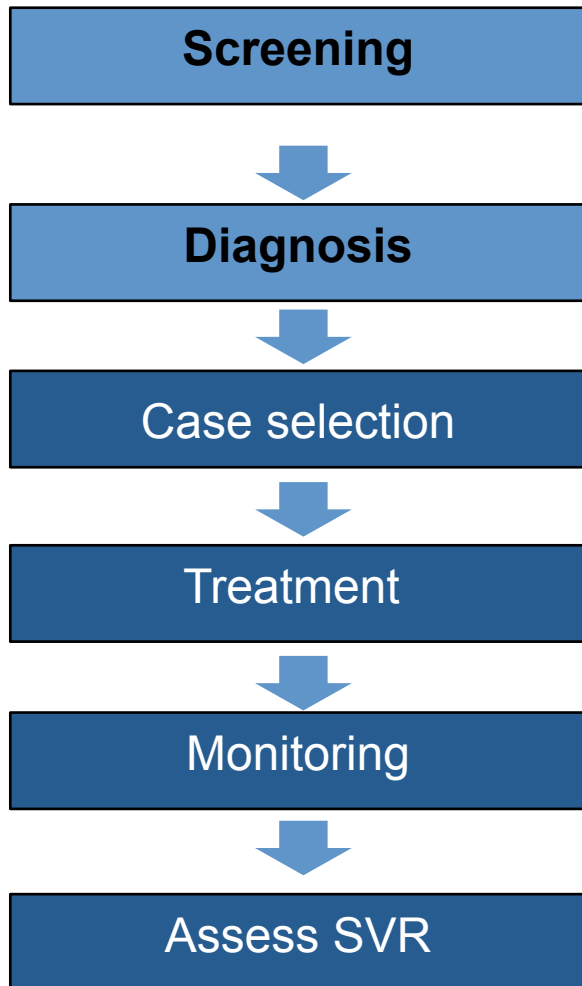 Screening
Diagnosis
Case selection
Treatment
Monitoring
Assess SVR